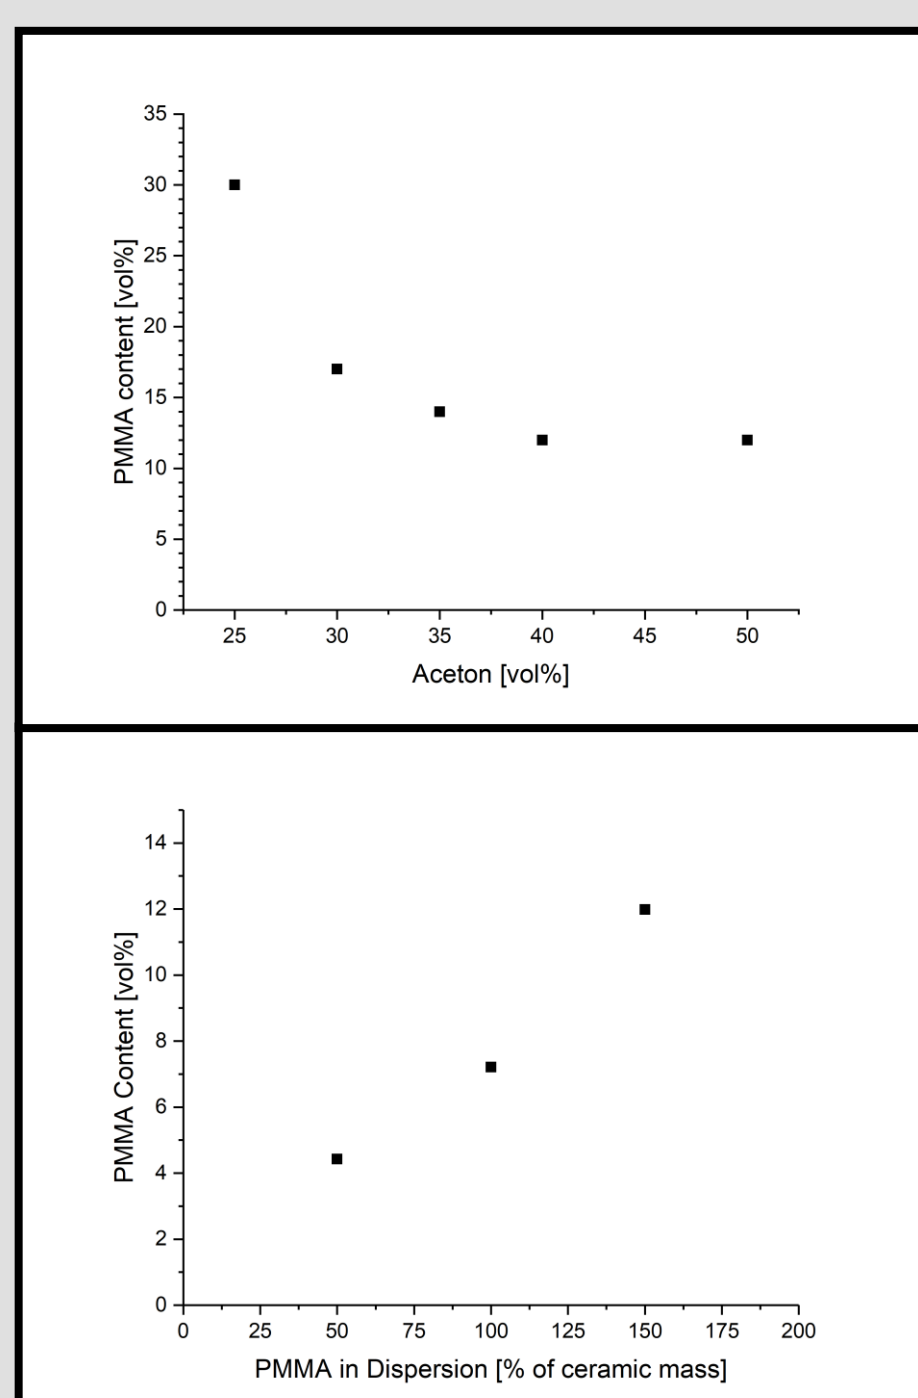 35
30
25
20
15
10
5
0
PMMA content [vol%]
25 30 35 40 45 50
Aceton [vol%]
14
12
10
8
6
4
2
0
PMMA Content [vol%]
0 25 50 75 100 125 150 175 200
PMMA in Dispersion [% of ceramic mass]